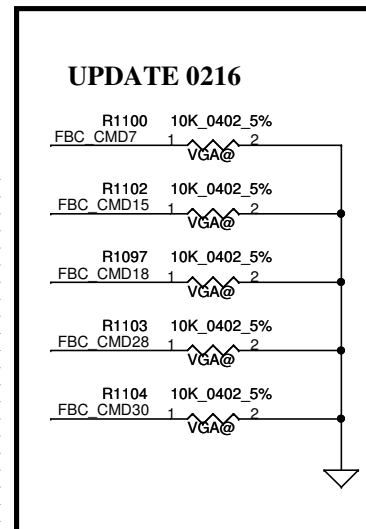 UPDATE 0216
R1100 10K_0402_5%
FBC_CMD7 1 2
VGA@
R1102 10K_0402_5%
FBC_CMD15 1 2
VGA@
R1097 10K_0402_5%
FBC_CMD18 1 2
VGA@
R1103 10K_0402_5%
FBC_CMD28 1 2
VGA@
R1104 10K_0402_5%
FBC_CMD30 1 2
VGA@